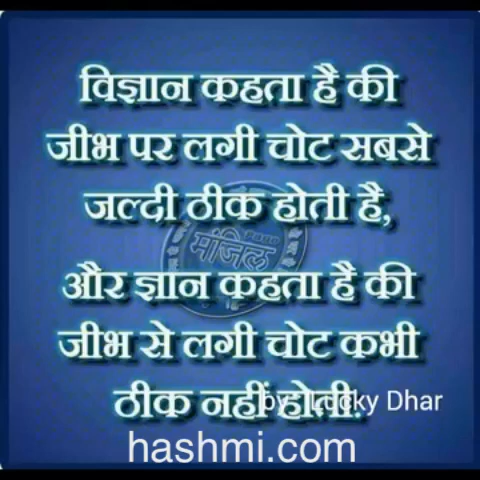 विज्ञान कहता है की
जीभ पर लगी चोट सबसे
जल्दी ठीक होती है,
मंजिल
और ज्ञान कहता है की
जीभ से लगी चोट कभी
ठीक नहीं होती.
by: Lucky Dhar
hashmi.com